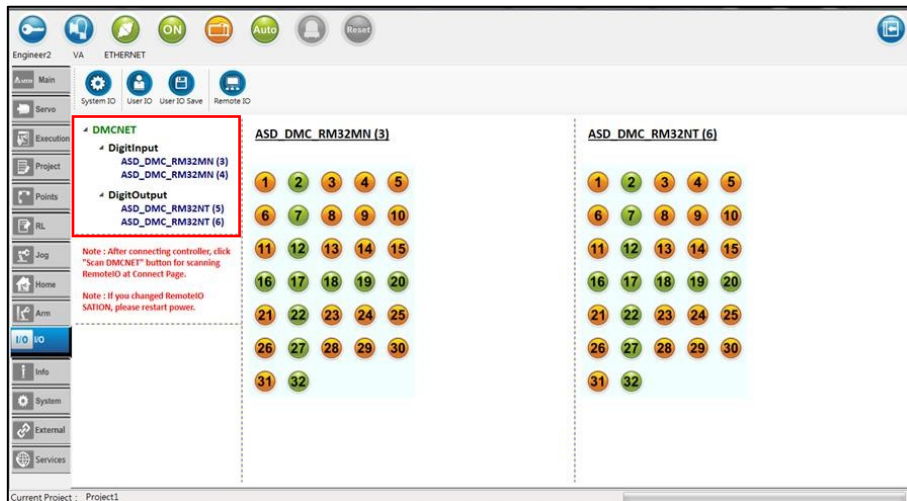 ON
Auto
Reset
Engineer2 VA ETHERNET
Main
Servo
Execution
Project
Points
RL
Jog
Home
Arm
I/O I/O
Info
System
External
Services
System IO User IO User IO Save Remote IO
DMCNET
DigitInput
ASD_DMC_RM32MN (3)
ASD_DMC_RM32MN (4)
DigitOutput
ASD_DMC_RM32NT (5)
ASD_DMC_RM32NT (6)
Note : After connecting controller, click
"Scan DMCNET" button for scanning
RemoteIO at Connect Page.
Note : If you changed RemoteIO
SATION, please restart power.
ASD_DMC_RM32MN (3)
1 2 3 4 5
6 7 8 9 10
11 12 13 14 15
16 17 18 19 20
21 22 23 24 25
26 27 28 29 30
31 32
ASD_DMC_RM32NT (6)
1 2 3 4 5
6 7 8 9 10
11 12 13 14 15
16 17 18 19 20
21 22 23 24 25
26 27 28 29 30
31 32
Current Project : Project1